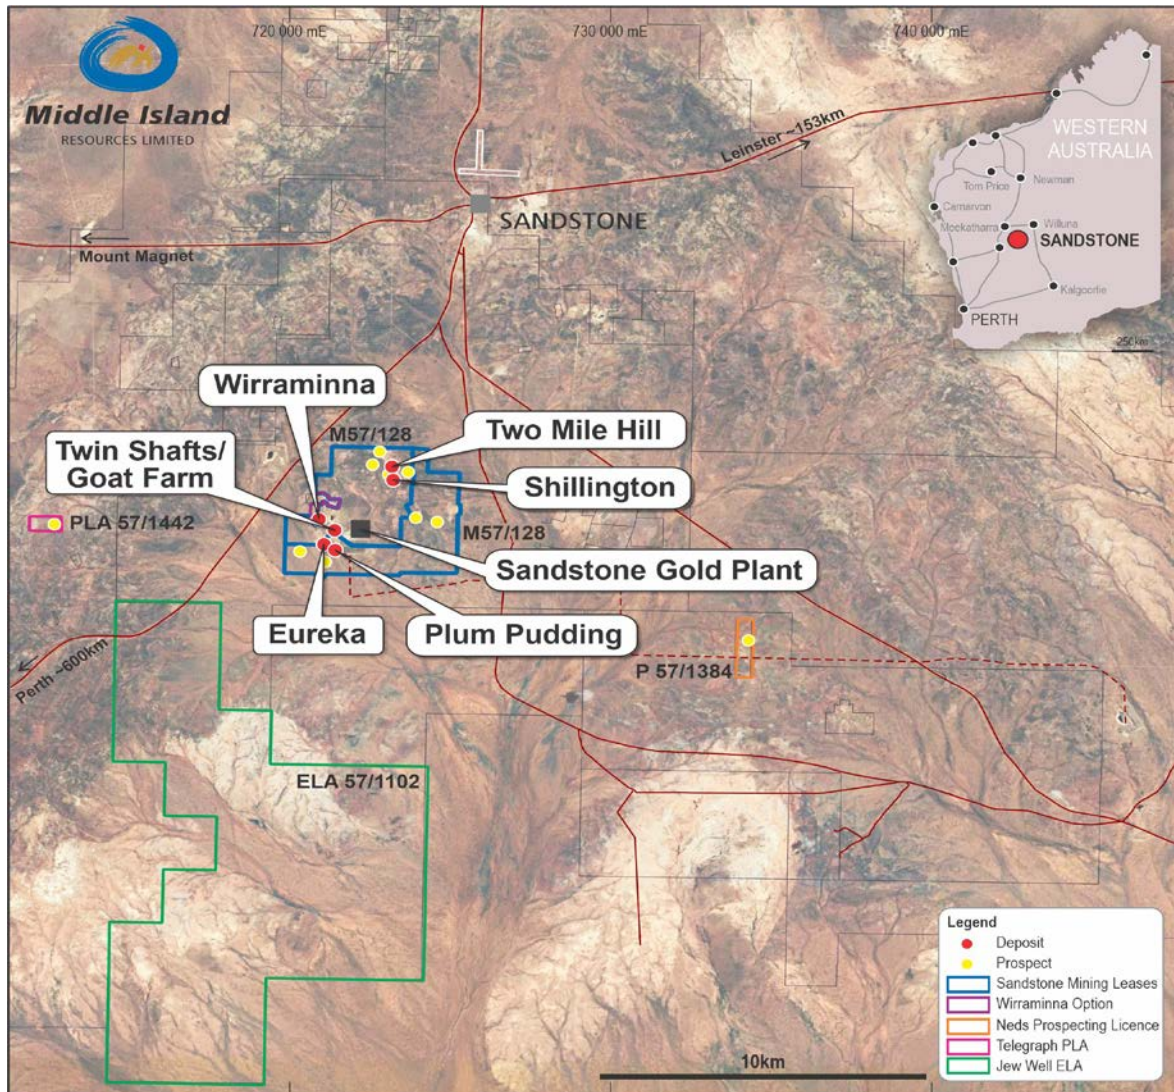 720 000 mE
730 000 mE
740 000 mE
Middle Island
RESOURCES LIMITED
Leinster ~153km
SANDSTONE
Mount Magnet
WESTERN
AUSTRALIA
Tom Price
Newman
Carnarvon
Meekatharra
Wiluna
SANDSTONE
Kalgoorlie
PERTH
250km
Wirraminna
M57/128
Two Mile Hill
Twin Shafts/
Goat Farm
Shillington
PLA 57/1442
M57/128
Sandstone Gold Plant
Eureka
Plum Pudding
Perth ~600km
P 57/1384
ELA 57/1102
10km
Legend
Deposit
Prospect
Sandstone Mining Leases
Wirraminna Option
Neds Prospecting Licence
Telegraph PLA
Jew Well ELA